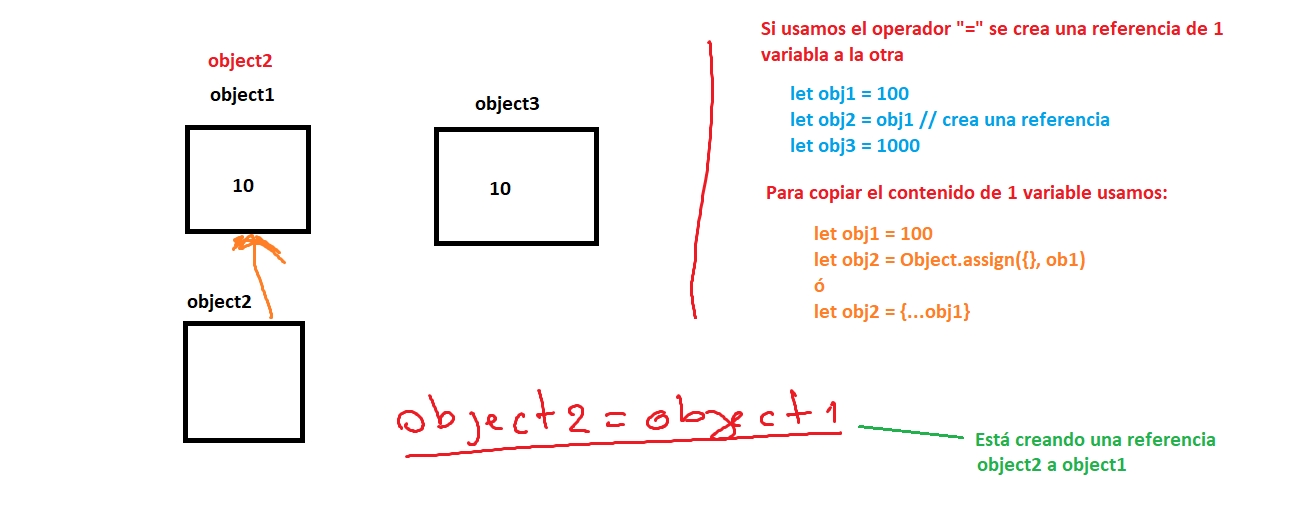 object2
object1
10
object3
10
object2
Si usamos el operador "=" se crea una referencia de 1
variabla a la otra
let obj1 = 100
let obj2 = obj1 // crea una referencia
let obj3 = 1000
Para copiar el contenido de 1 variable usamos:
let obj1 = 100
let obj2 = Object.assign({}, ob1)
ó
let obj2 = {...obj1}
object2 = object1
Está creando una referencia
object2 a object1